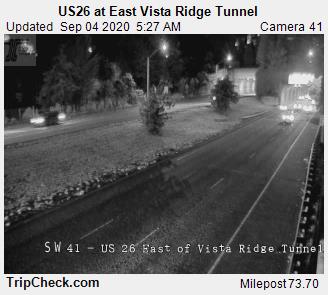 US26 at East Vista Ridge Tunnel
Updated Sep 04 2020 5:27 AM Camera 41
SW 41 - US 26 East of Vista Ridge Tunnel
TripCheck.com Milepost 73.70